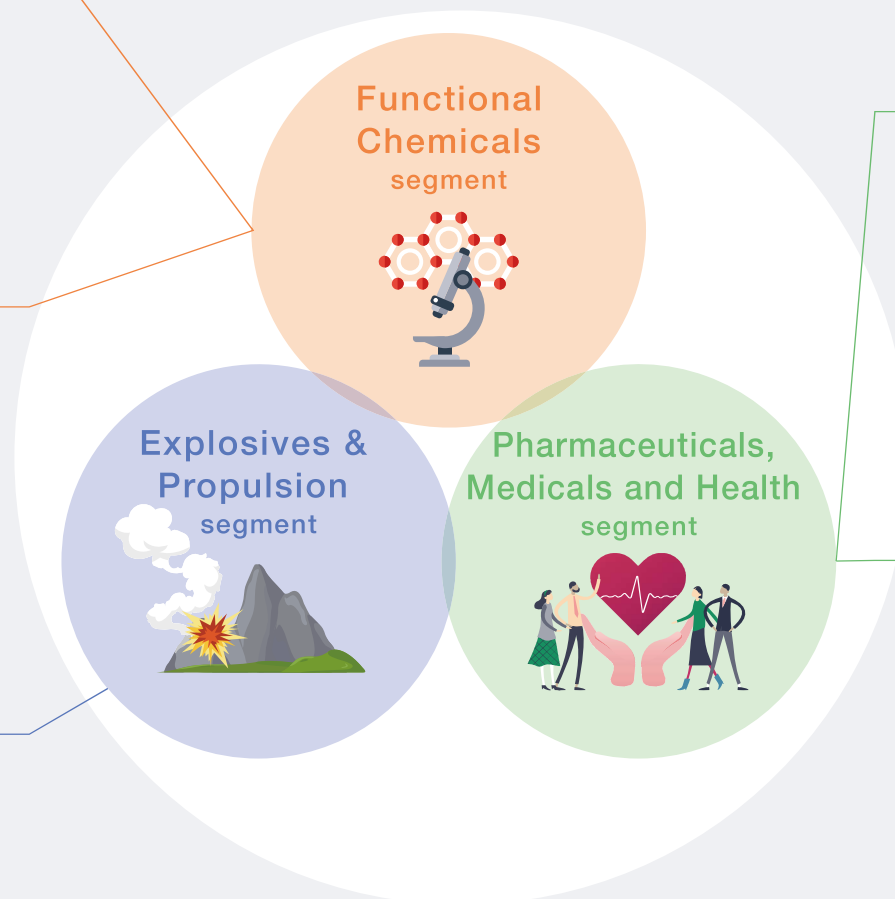 Functional
Chemicals
segment
Explosives &
Propulsion
segment
Pharmaceuticals,
Medicals and Health
segment